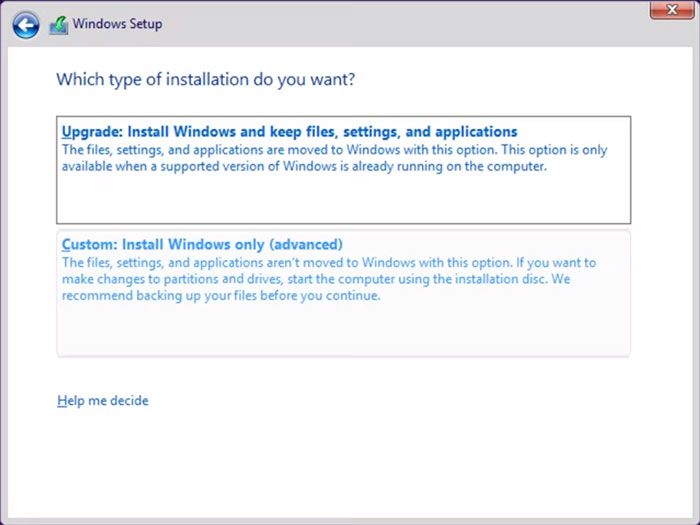 Windows Setup
Which type of installation do you want?
Upgrade: Install Windows and keep files, settings, and applications
The files, settings, and applications are moved to Windows with this option. This option is only
available when a supported version of Windows is already running on the computer.
Custom: Install Windows only (advanced)
The files, settings, and applications aren't moved to Windows with this option. If you want to
make changes to partitions and drives, start the computer using the installation disc. We
recommend backing up your files before you continue.
Help me decide